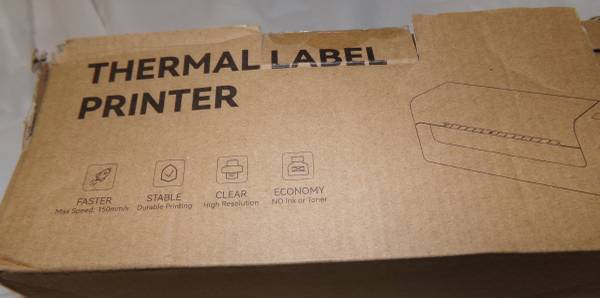 THERMAL LABEL
PRINTER
FASTER
Max Speed: 150mm/s
STABLE
Durable Printing
CLEAR
High Resolution
ECONOMY
NO Ink or Toner